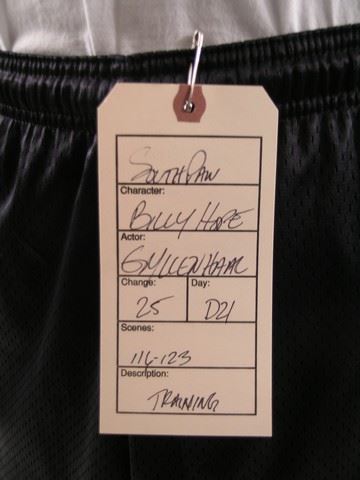 SOUTHPAW
Character:
BILLY HOPE
Actor:
GYLLENHAAL
Change: Day:
25 D21
Scenes:
116-123
Description:
TRAINING